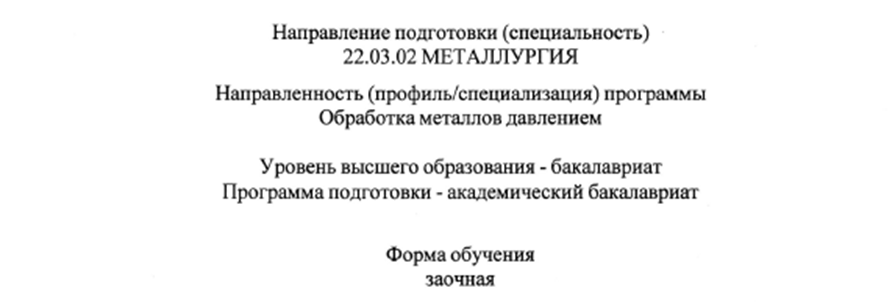 Направление подготовки (специальность)
22.03.02 МЕТАЛЛУРГИЯ
Направленность (профиль/специализация) программы
Обработка металлов давлением
Уровень высшего образования - бакалавриат
Программа подготовки - академический бакалавриат
Форма обучения
заочная